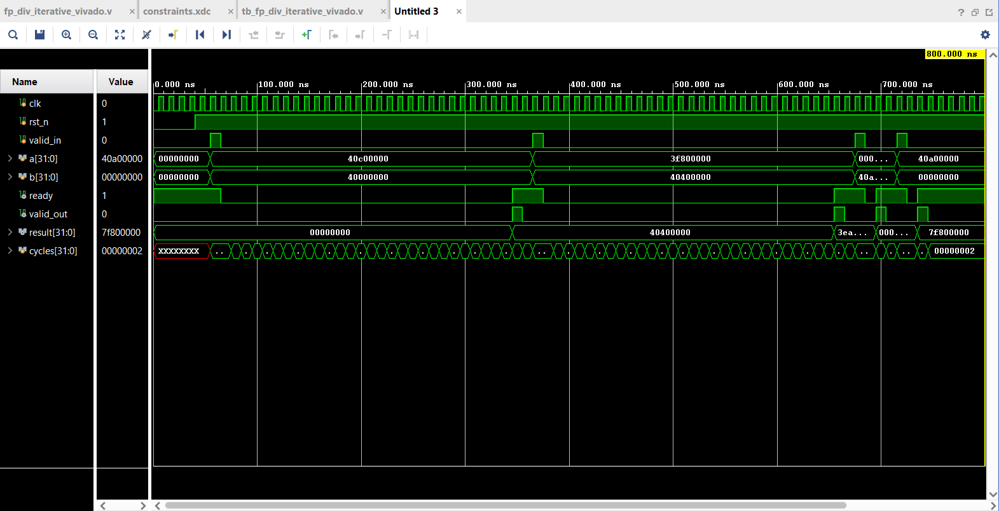 fp_div_iterative_vivado.v × constraints.xdc × tb_fp_div_iterative_vivado.v × Untitled 3 ×
?
800.000 ns
Name Value
0.000 ns 100.000 ns 200.000 ns 300.000 ns 400.000 ns 500.000 ns 600.000 ns 700.000 ns
clk 0
rst_n 1
valid_in 0
a[31:0] 40a00000 00000000 40c00000 3f800000 000... 40a00000
b[31:0] 00000000 00000000 40000000 40400000 40a... 00000000
ready 1
valid_out 0
result[31:0] 7f800000 00000000 40400000 3ea... 000... 7f800000
cycles[31:0] 00000002 XXXXXXXX .. . . . . . . . . . . . . . .. . . . . . . . . . . . . . . .. . .. . 00000002